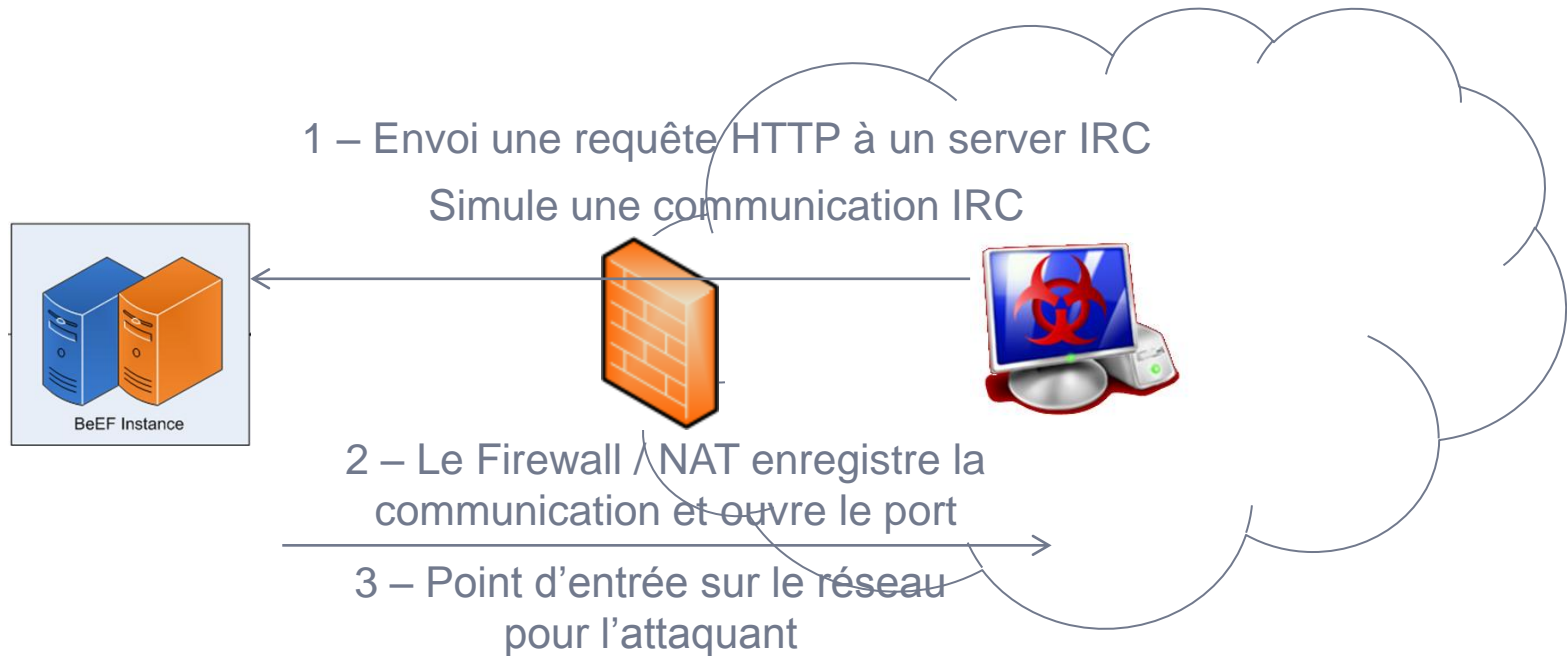 1 – Envoi une requête HTTP à un server IRC
Simule une communication IRC
BeEF Instance
2 – Le Firewall / NAT enregistre la
communication et ouvre le port
3 – Point d’entrée sur le réseau
pour l’attaquant